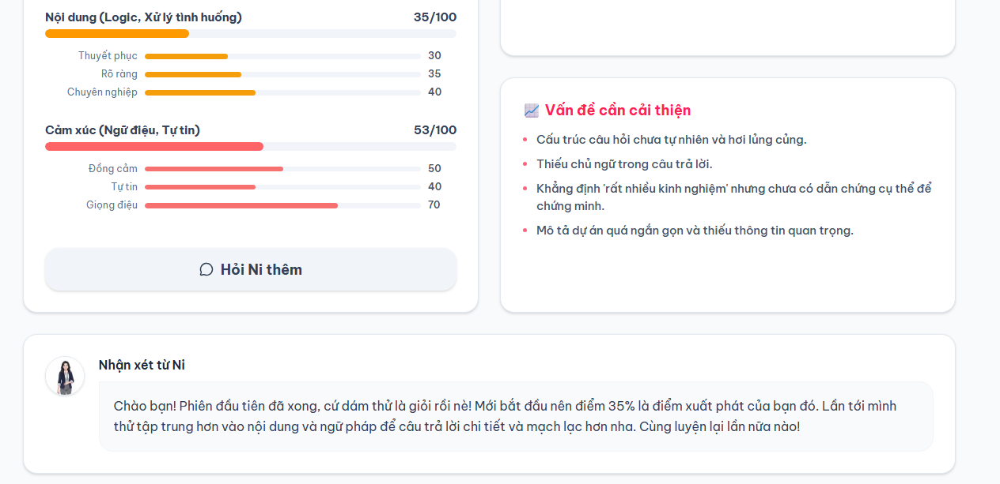 Nội dung (Logic, Xử lý tình huống) 35/100
Thuyết phục 30
Rõ ràng 35
Chuyên nghiệp 40
Cảm xúc (Ngữ điệu, Tự tin) 53/100
Đồng cảm 50
Tự tin 40
Giọng điệu 70
Hỏi Ni thêm
Vấn đề cần cải thiện
Cấu trúc câu hỏi chưa tự nhiên và hơi lủng củng.
Thiếu chủ ngữ trong câu trả lời.
Khẳng định 'rất nhiều kinh nghiệm' nhưng chưa có dẫn chứng cụ thể để
chứng minh.
Mô tả dự án quá ngắn gọn và thiếu thông tin quan trọng.
Nhận xét từ Ni
Chào bạn! Phiên đầu tiên đã xong, cứ dám thử là giỏi rồi nè! Mới bắt đầu nên điểm 35% là điểm xuất phát của bạn đó. Lần tới mình
thử tập trung hơn vào nội dung và ngữ pháp để câu trả lời chi tiết và mạch lạc hơn nha. Cùng luyện lại lần nữa nào!